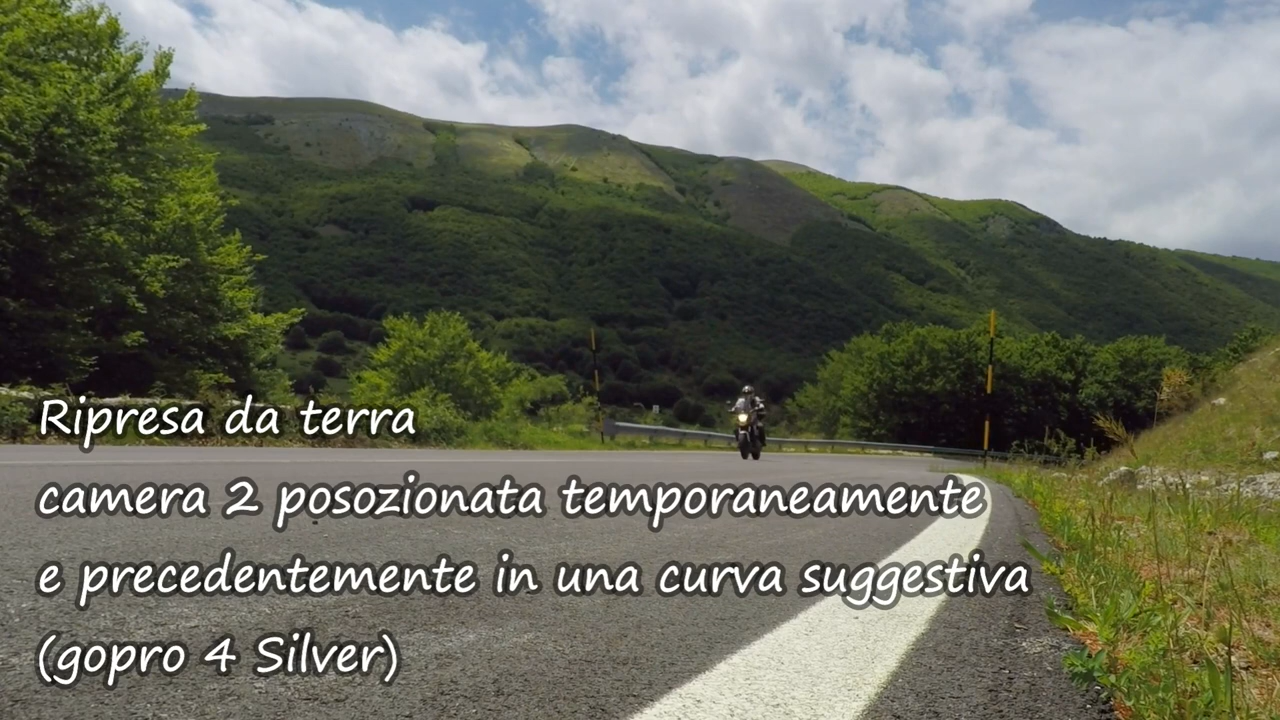 Ripresa da terra
camera 2 posozionata temporaneamente
e precedentemente in una curva suggestiva
(gopro 4 Silver)